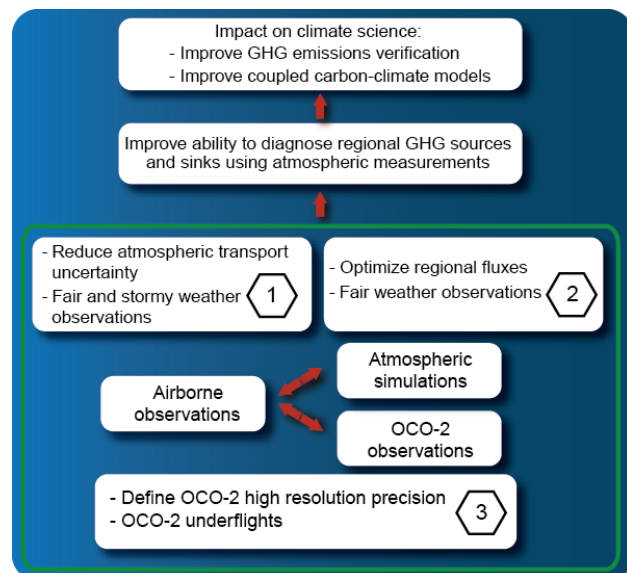 Impact on climate science:
- Improve GHG emissions verification
- Improve coupled carbon-climate models
Improve ability to diagnose regional GHG sources
and sinks using atmospheric measurements
- Reduce atmospheric transport
uncertainty
- Fair and stormy weather
observations
1
- Optimize regional fluxes
- Fair weather observations
2
Airborne
observations
Atmospheric
simulations
OCO-2
observations
- Define OCO-2 high resolution precision
- OCO-2 underflights
3